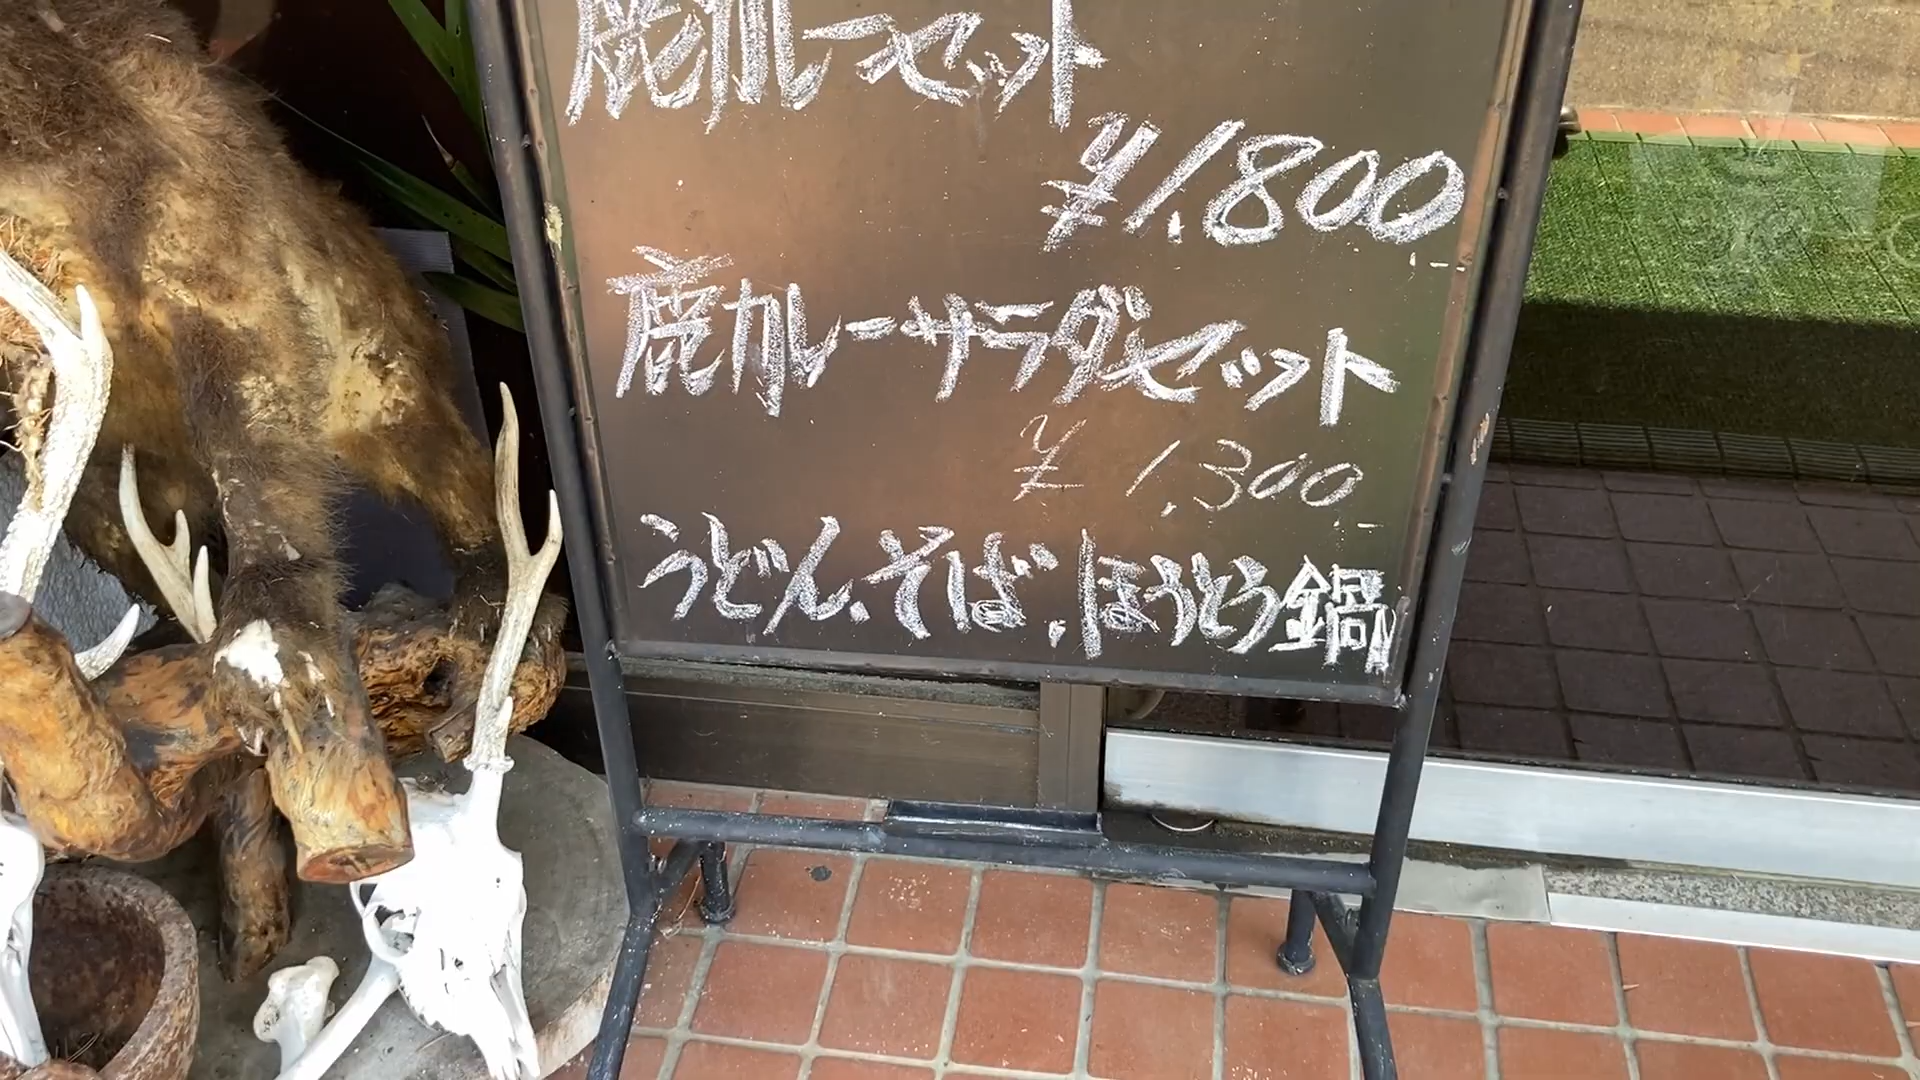 鹿カレーセット
¥1,800
鹿カレーサラダセット
¥1,300
うどん、そば、ほうとう鍋